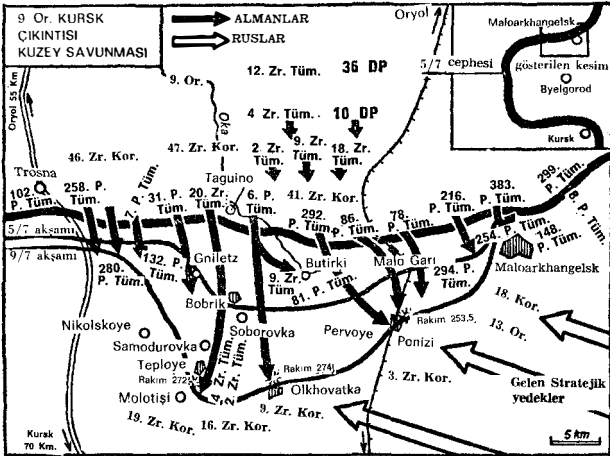 9 Or. KURSK
ÇIKINTISI
KUZEY SAVUNMASI
ALMANLAR
RUSLAR
Oryol
Maloarkhangelsk
5/7 cephesi
gösterilen kesim
Byelgorod
Kursk
Oryol 55 Km
9. Or.
Oka
12. Zr. Tüm.
36 DP
4 Zr. Tüm.
10 DP
46. Zr. Kor.
47. Zr. Kor.
2. Zr. Tüm.
9. Zr. Tüm.
18. Zr. Tüm.
Trosna
Taguino
102. P. Tüm.
258. P. Tüm.
7. P. Tüm.
31. P. Tüm.
20. Zr. Tüm.
6. P. Tüm.
41. Zr. Kor.
292. P. Tüm.
86. P. Tüm.
78. P. Tüm.
216. P. Tüm.
383. P. Tüm.
299. P. Tüm.
8. P. Tüm.
5/7 akşamı
9/7 akşamı
280. P. Tüm.
132. P. Tüm.
Gniletz
Butirki
9. Zr. Tüm
81. P. Tüm.
Malo Garı
294. P. Tüm.
254. P. Tüm.
148. P. Tüm.
Maloarkhangelsk
Bobrik
Nikolskoye
Soborovka
Pervoye
Rakım 253.5
Ponizi
18. Kor.
13. Or.
Samodurovka
Teploye
Rakım 272
Rakım 274
Molotişi
4. Zr. Tüm.
2. Zr. Tüm.
Olkhovatka
3. Zr. Kor.
Gelen Stratejik
yedekler
19. Zr. Kor.
16. Zr. Kor.
9. Zr. Kor.
Kursk
70 Km.
5 km